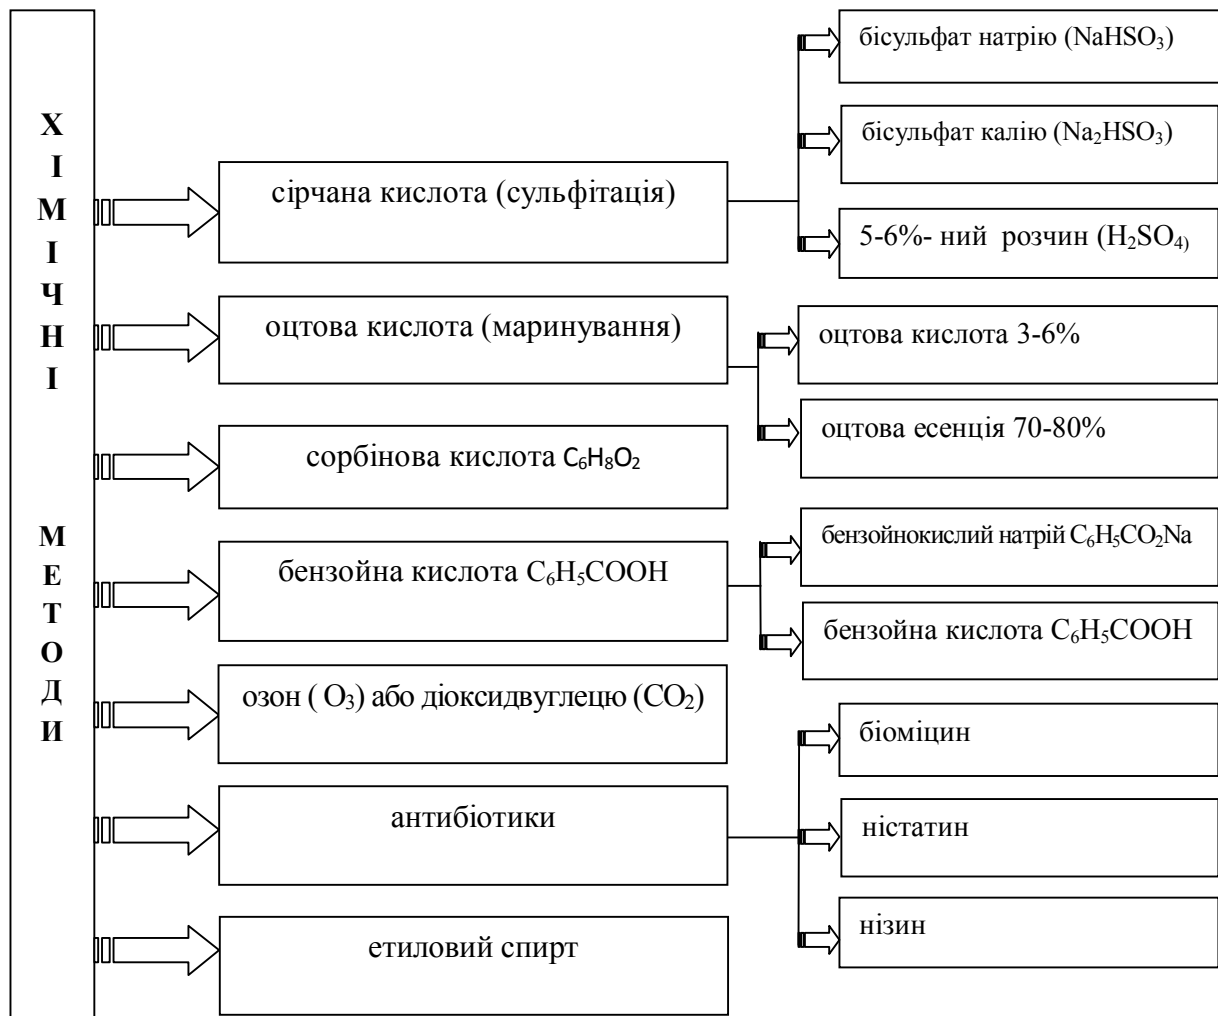 ХІМІЧНІ МЕТОДИ
сірчана кислота (сульфітація)
бісульфат натрію (NaHSO₃)
бісульфат калію (Na₂HSO₃)
5-6%- ний розчин (H₂SO₄)
оцтова кислота (маринування)
оцтова кислота 3-6%
оцтова есенція 70-80%
сорбінова кислота C₆H₈O₂
бензойна кислота C₆H₅COOH
бензойнокислий натрій C₆H₅CO₂Na
бензойна кислота C₆H₅COOH
озон ( O₃) або діоксидвуглецю (CO₂)
антибіотики
біоміцин
ністатин
нізин
етиловий спирт